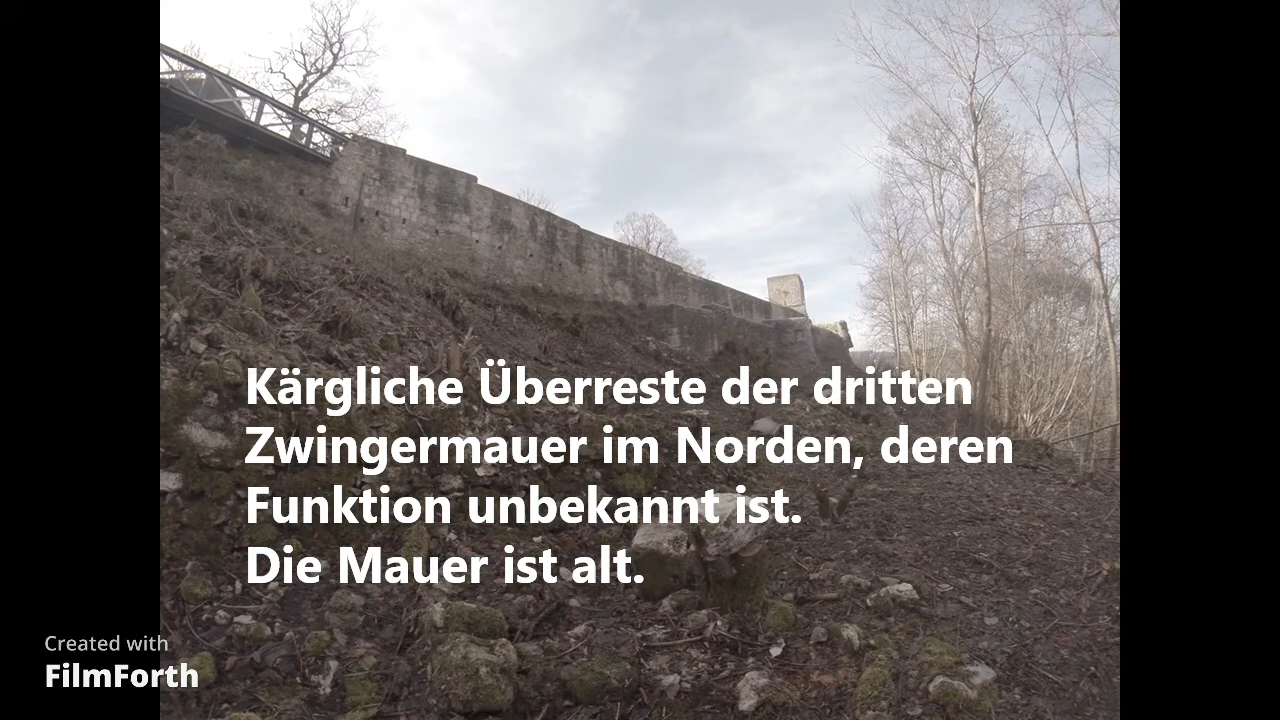 Kärgliche Überreste der dritten
Zwingermauer im Norden, deren
Funktion unbekannt ist.
Die Mauer ist alt.
Created with
FilmForth